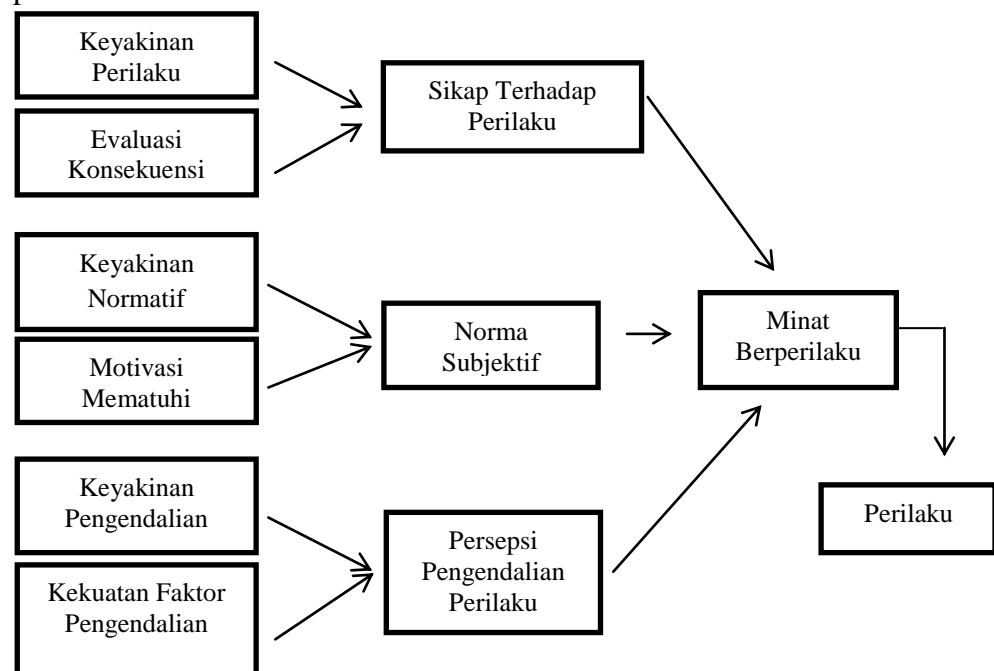 Keyakinan
Perilaku
Evaluasi
Konsekuensi
Sikap Terhadap
Perilaku
Keyakinan
Normatif
Motivasi
Mematuhi
Norma
Subjektif
Minat
Berperilaku
Keyakinan
Pengendalian
Kekuatan Faktor
Pengendalian
Persepsi
Pengendalian
Perilaku
Perilaku